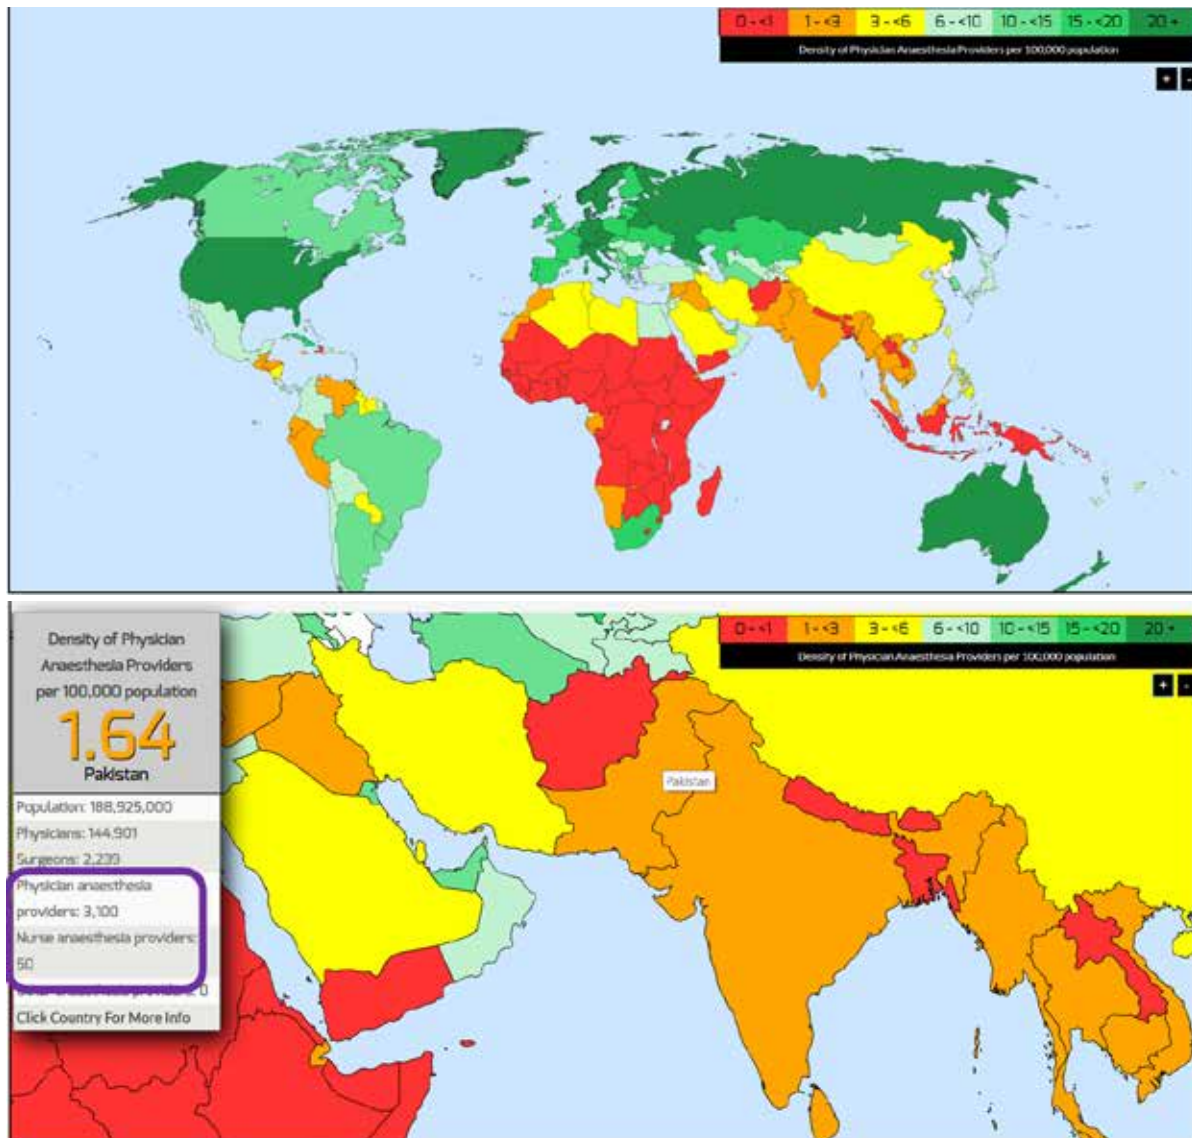 0 - <1 1 - <3 3 - <6 6 - <10 10 - <15 15 - <20 20 +
Density of Physician Anaesthesia Providers per 100,000 population
+ -
Density of Physician
Anaesthesia Providers
per 100,000 population
1.64
Pakistan
Population: 188,925,000
Physicians: 144,901
Surgeons: 2,239
Physician anaesthesia
providers: 3,100
Nurse anaesthesia providers:
50
Click Country For More Info
0 - <1 1 - <3 3 - <6 6 - <10 10 - <15 15 - <20 20 +
Density of Physician Anaesthesia Providers per 100,000 population
+ -
Pakistan